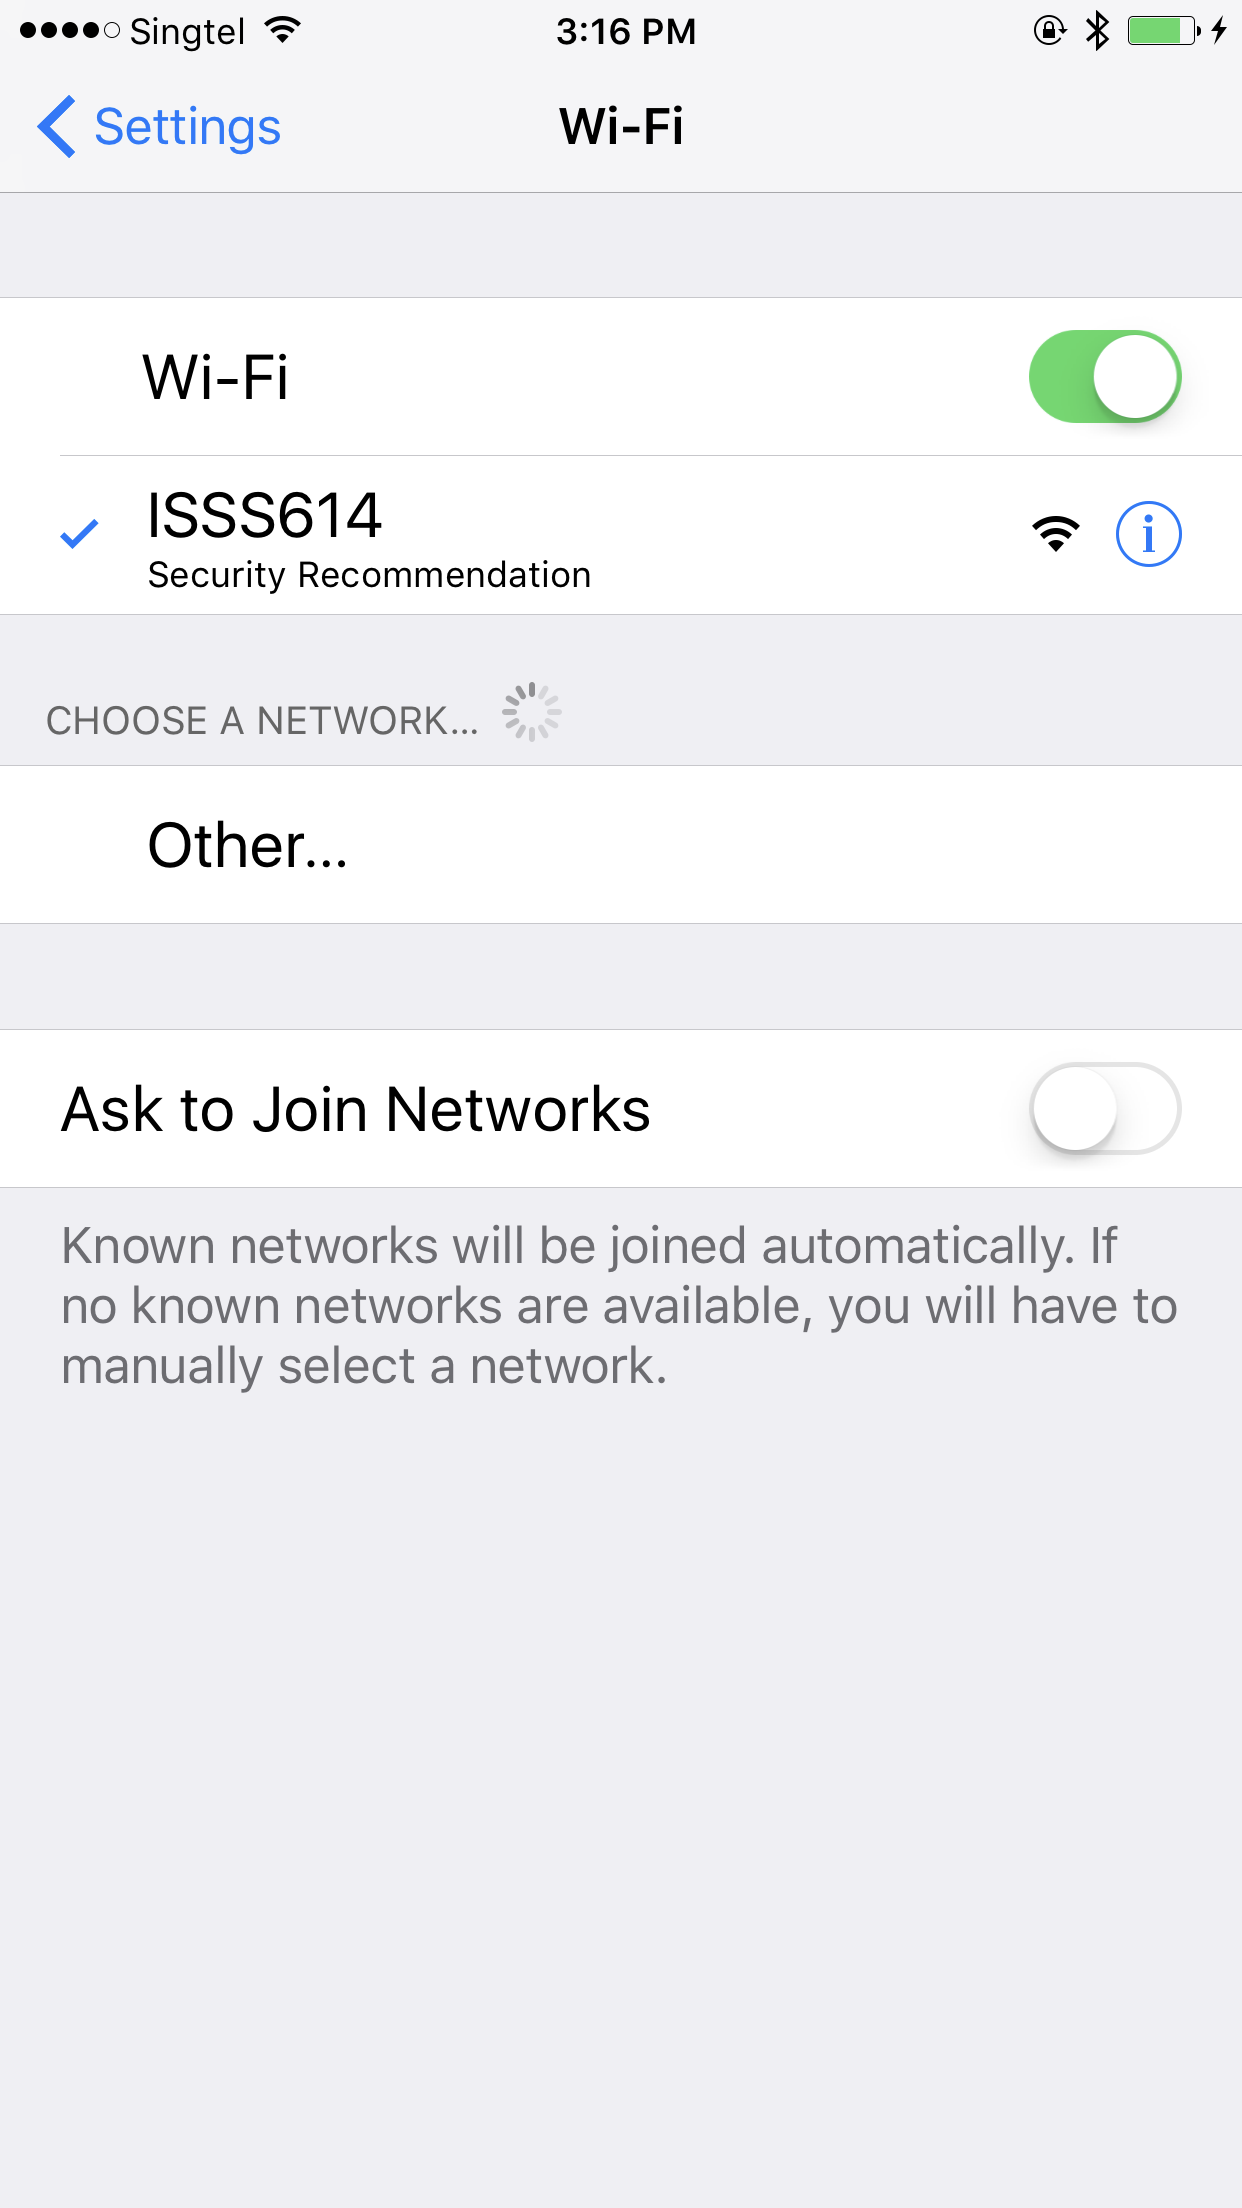 Singtel 3:16 PM
Settings Wi-Fi
Wi-Fi
ISSS614
Security Recommendation
CHOOSE A NETWORK...
Other...
Ask to Join Networks
Known networks will be joined automatically. If
no known networks are available, you will have to
manually select a network.